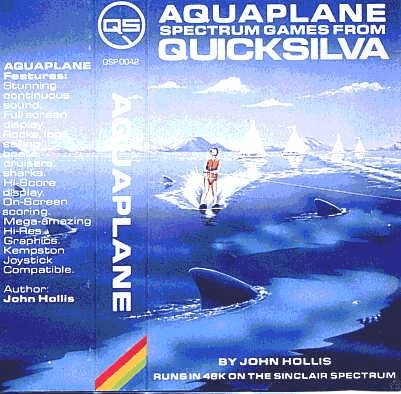 AQUAPLANE
Features:
Stunning
continuous
sound.
Full screen
display.
Rocks, logs,
sailing
boats,
cruisers,
sharks.
Hi-Score
display.
On-Screen
scoring.
Mega-amazing
Hi-Res
Graphics.
Kempston
Joystick
Compatible.
Author:
John Hollis
QS
QSP 0042
AQUAPLANE
AQUAPLANE
SPECTRUM GAMES FROM
QUICKSILVA
BY JOHN HOLLIS
RUNS IN 48K ON THE SINCLAIR SPECTRUM